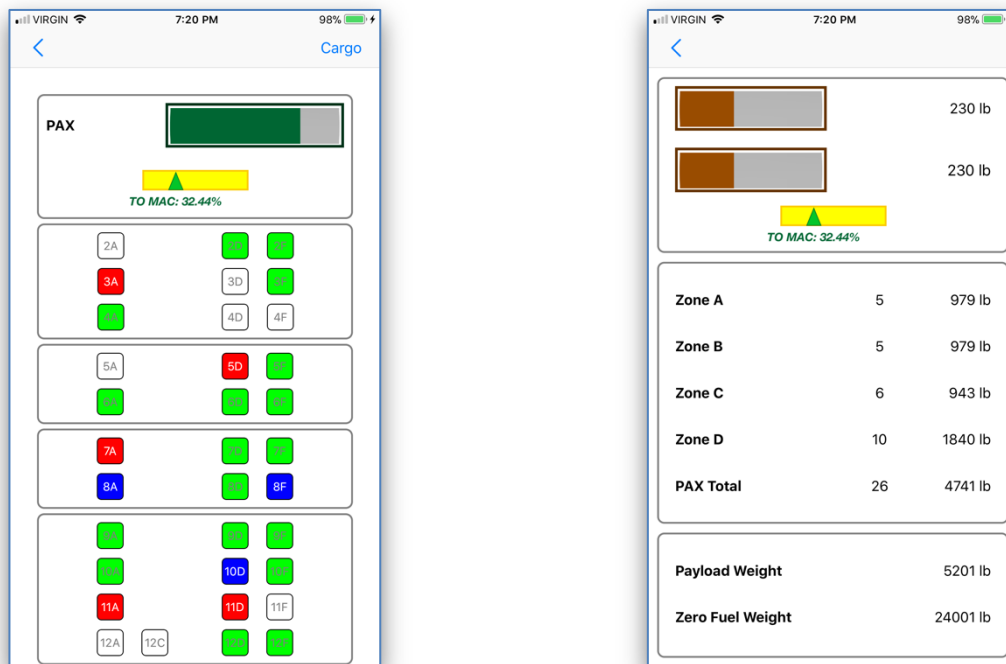 VIRGIN 7:20 PM 98%
Cargo
PAX
TO MAC: 32.44%
2A 2D 2F
3A 3D 3F
4A 4D 4F
5A 5D 5F
6A 6D 6F
7A 7D 7F
8A 8D 8F
9A 9D 9F
10A 10D 10F
11A 11D 11F
12A 12C 12D 12F
VIRGIN 7:20 PM 98%
230 lb
230 lb
TO MAC: 32.44%
Zone A 5 979 lb
Zone B 5 979 lb
Zone C 6 943 lb
Zone D 10 1840 lb
PAX Total 26 4741 lb
Payload Weight 5201 lb
Zero Fuel Weight 24001 lb